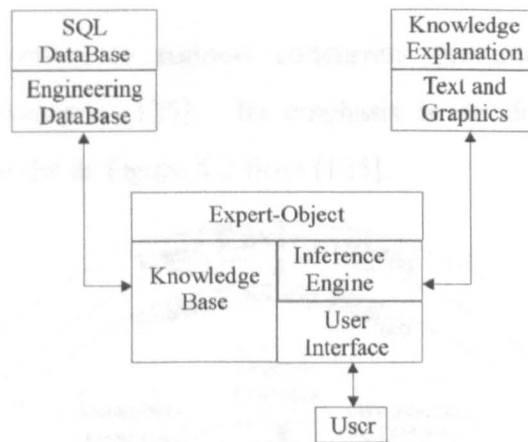 SQL
DataBase
Engineering
DataBase
Knowledge
Explanation
Text and
Graphics
Expert-Object
Knowledge
Base
Inference
Engine
User
Interface
User